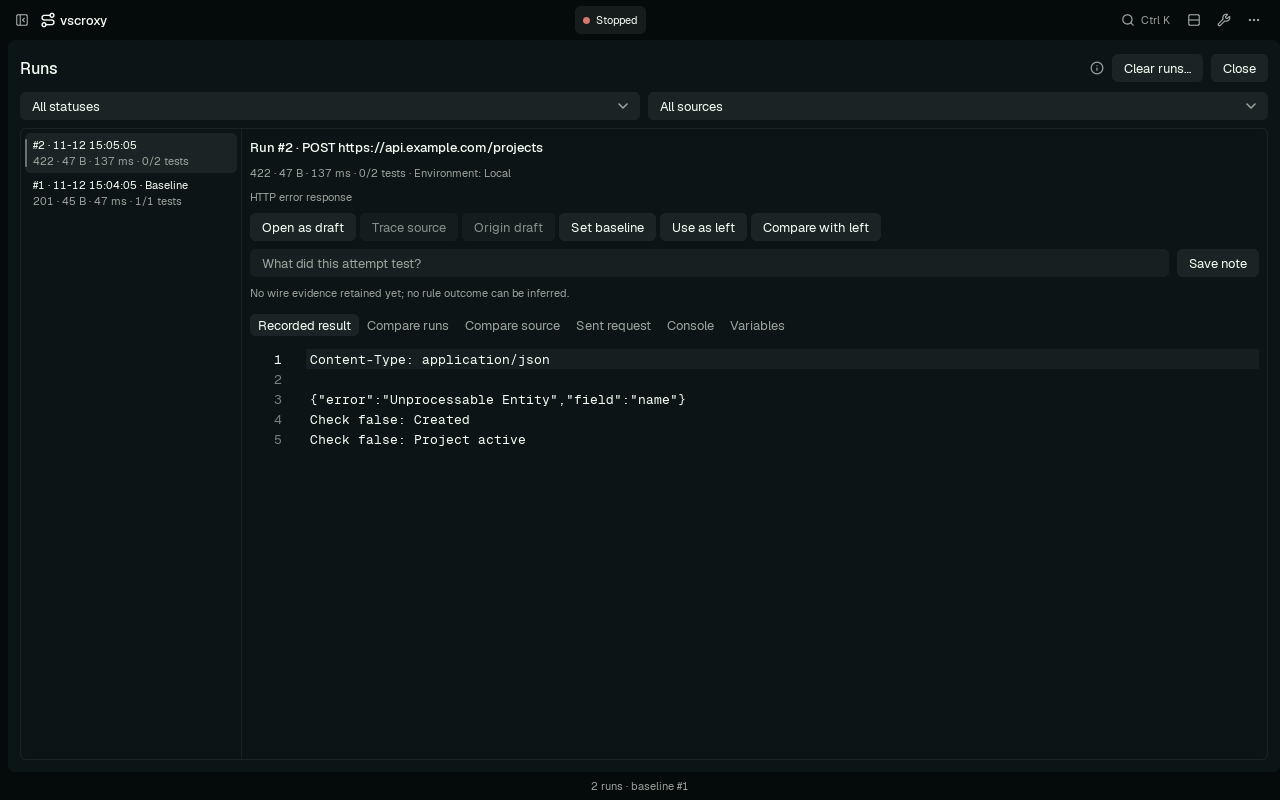 vscroxy
Stopped
Ctrl K
Runs
Clear runs…
Close
All statuses
All sources
#2 · 11-12 15:05:05
422 · 47 B · 137 ms · 0/2 tests
#1 · 11-12 15:04:05 · Baseline
201 · 45 B · 47 ms · 1/1 tests
Run #2 · POST https://api.example.com/projects
422 · 47 B · 137 ms · 0/2 tests · Environment: Local
HTTP error response
Open as draft
Trace source
Origin draft
Set baseline
Use as left
Compare with left
What did this attempt test?
Save note
No wire evidence retained yet; no rule outcome can be inferred.
Recorded result
Compare runs
Compare source
Sent request
Console
Variables
1 Content-Type: application/json
2
3 {"error":"Unprocessable Entity","field":"name"}
4 Check false: Created
5 Check false: Project active
2 runs · baseline #1